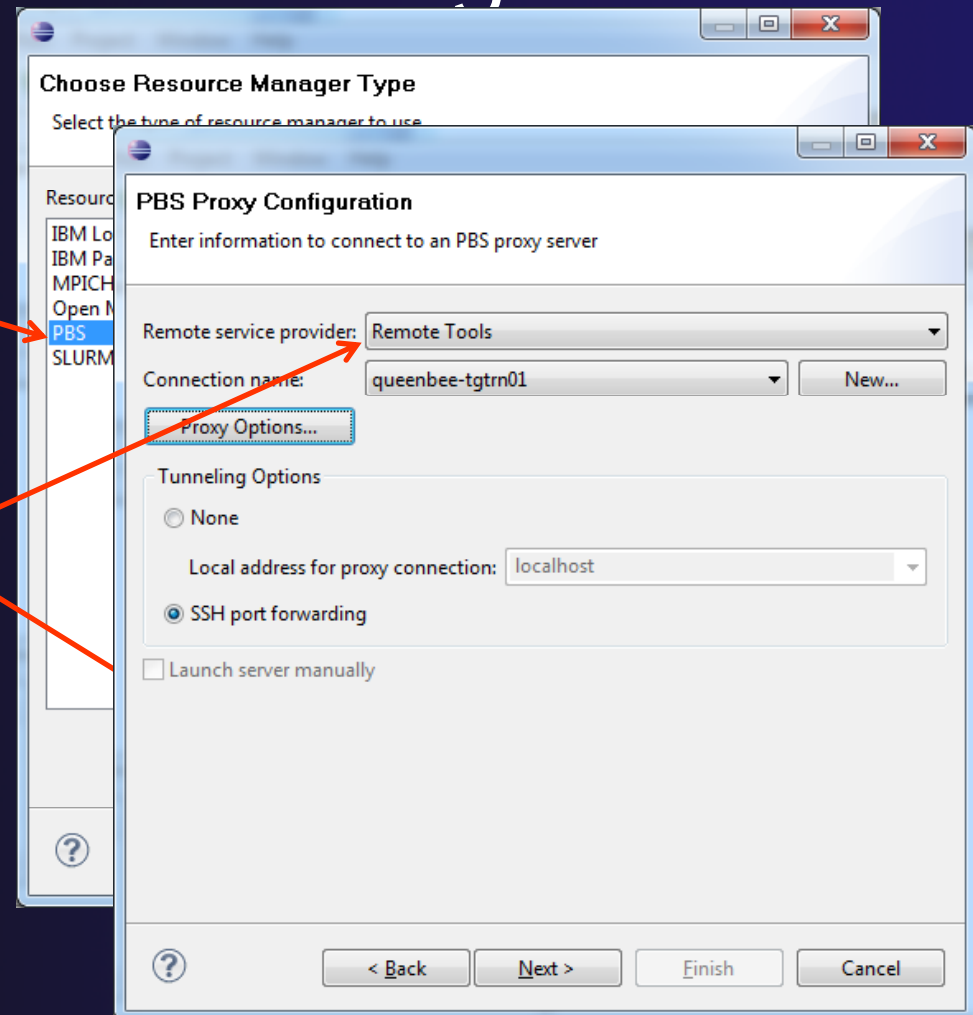 Choose Resource Manager Type
Select the type of resource manager to use
PBS Proxy Configuration
Enter information to connect to an PBS proxy server
IBM
IBM
MPICH
Open
PBS
SLURM
Remote service provider: Remote Tools
Connection name: queenbee-tgtrn01 New...
Proxy Options...
Tunneling Options
None
Local address for proxy connection: localhost
SSH port forwarding
Launch server manually
< Back Next > Finish Cancel